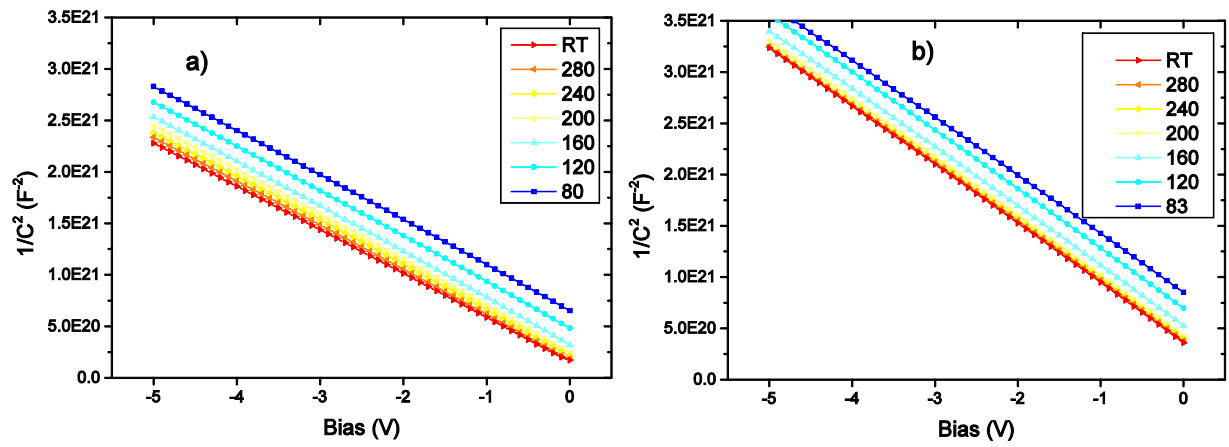 3.5E21
3.0E21
2.5E21
2.0E21
1.5E21
1.0E21
5.0E20
0.0
1/C² (F⁻²)
a)
RT
280
240
200
160
120
80
-5 -4 -3 -2 -1 0
Bias (V)
3.5E21
3.0E21
2.5E21
2.0E21
1.5E21
1.0E21
5.0E20
0.0
1/C² (F⁻²)
b)
RT
280
240
200
160
120
83
-5 -4 -3 -2 -1 0
Bias (V)